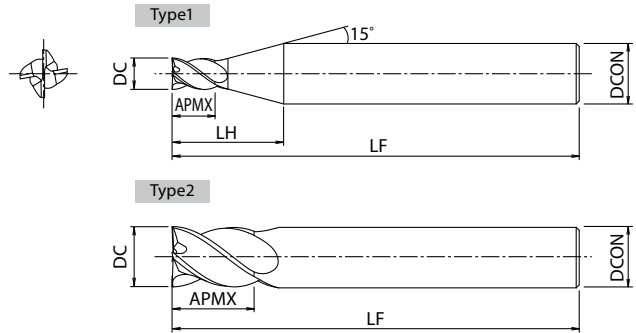 Type1
15°
DC
DCON
APMX
LH
LF
Type2
DC
DCON
APMX
LF